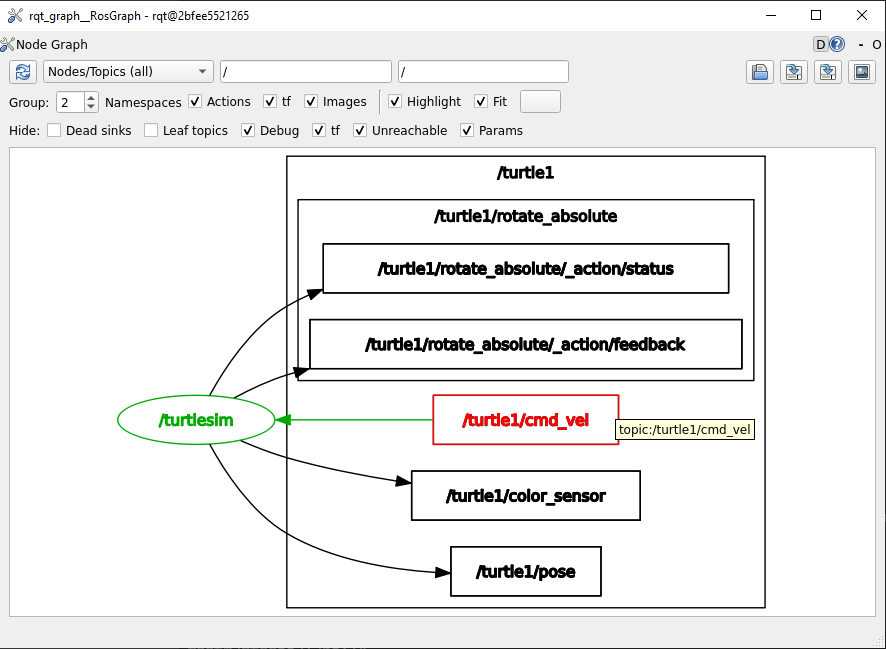 rqt_graph__RosGraph - rqt@2bfee5521265
Node Graph
D ? - O
Nodes/Topics (all) / /
Group: 2 Namespaces Actions tf Images Highlight Fit
Hide: Dead sinks Leaf topics Debug tf Unreachable Params
/turtle1
/turtle1/rotate_absolute
/turtle1/rotate_absolute/_action/status
/turtle1/rotate_absolute/_action/feedback
/turtlesim
/turtle1/cmd_vel
topic:/turtle1/cmd_vel
/turtle1/color_sensor
/turtle1/pose